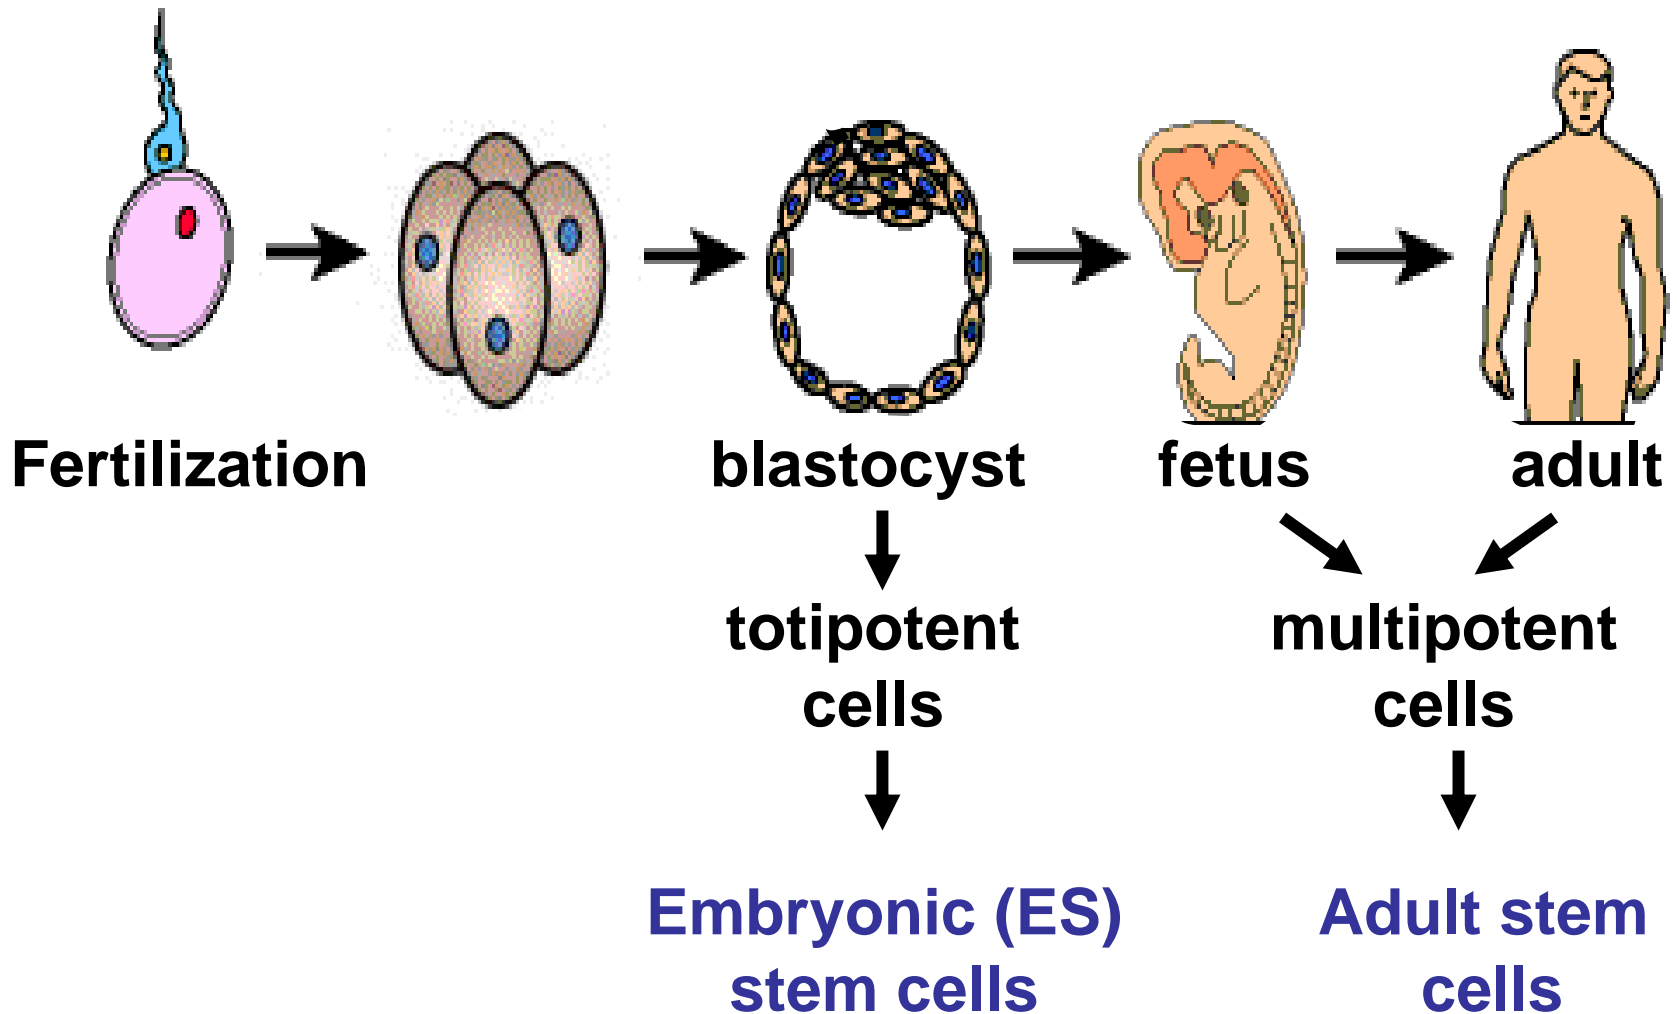 Fertilization
blastocyst
fetus
adult
totipotent
cells
multipotent
cells
Embryonic (ES)
stem cells
Adult stem
cells